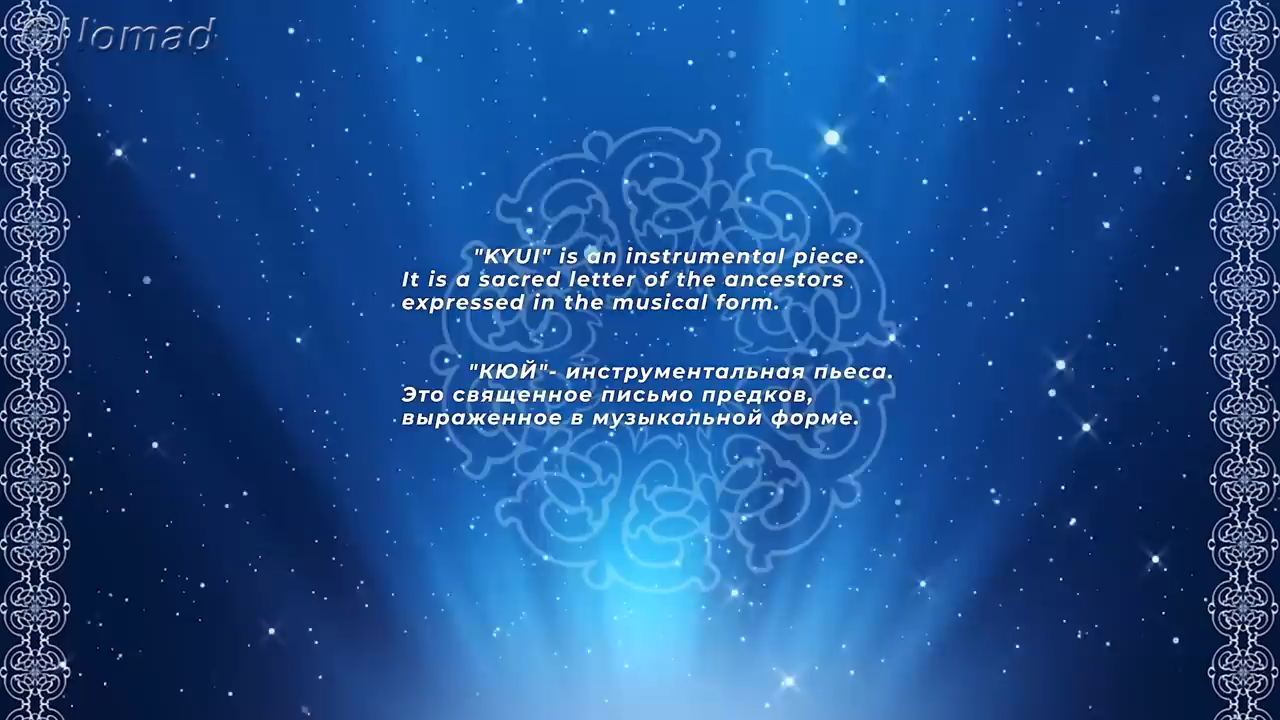 Nomad
"KYUI" is an instrumental piece.
It is a sacred letter of the ancestors
expressed in the musical form.
"КЮЙ"- инструментальная пьеса.
Это священное письмо предков,
выраженное в музыкальной форме.